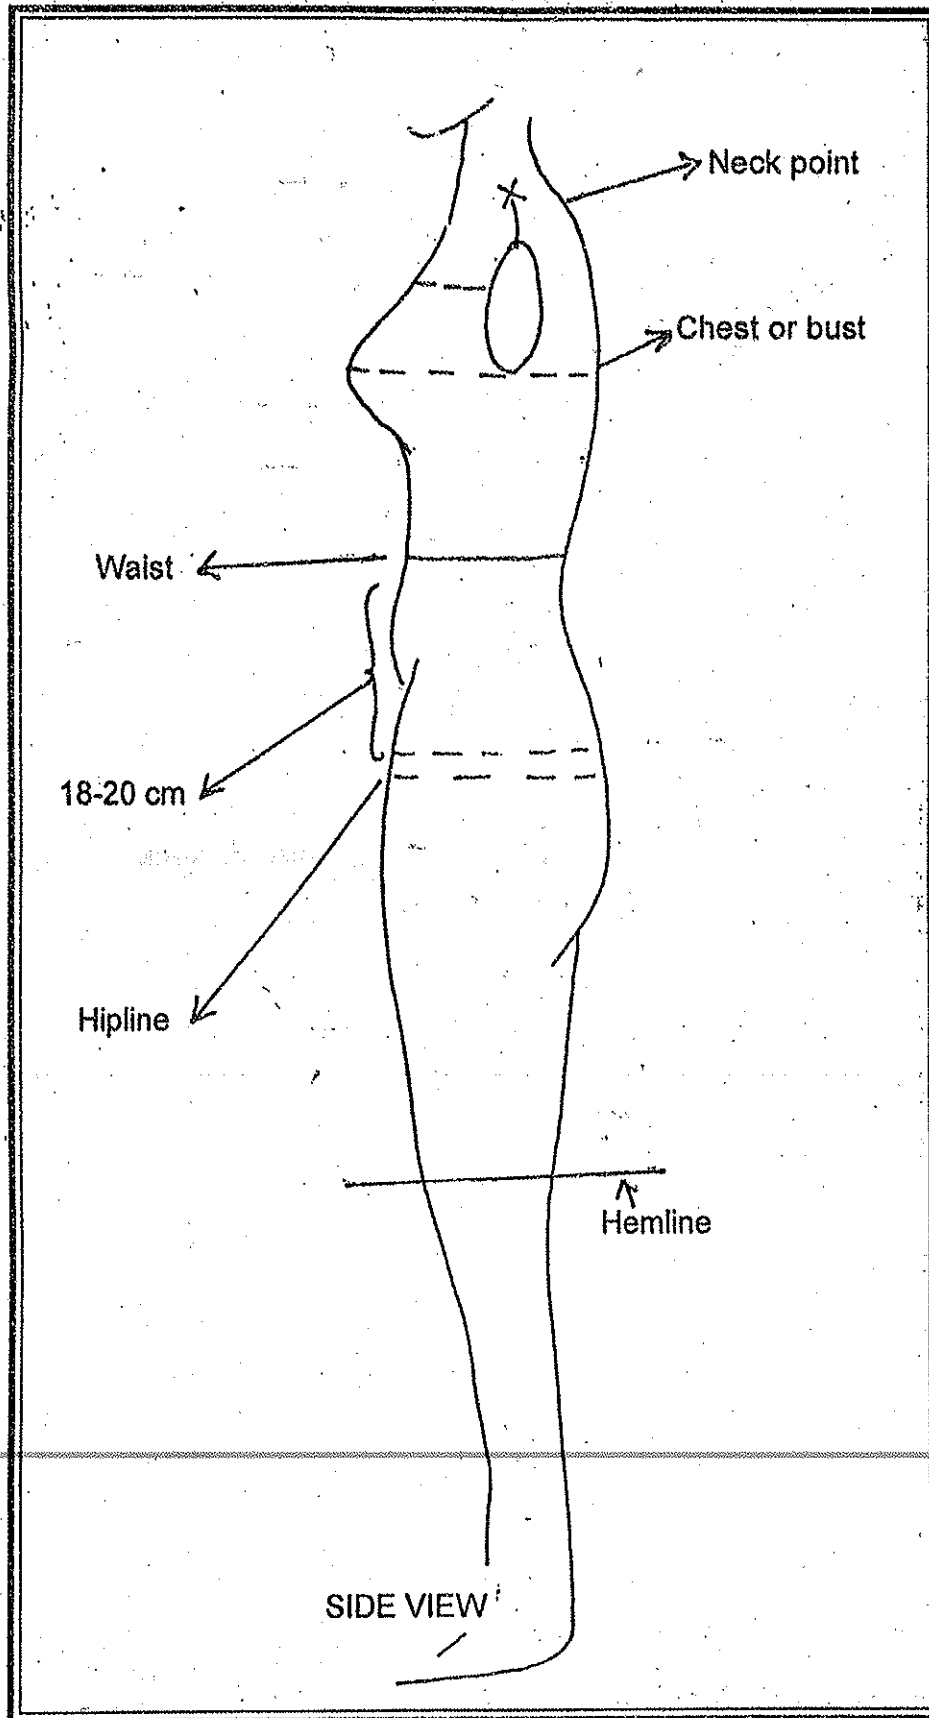 Neck point
Chest or bust
Waist
18-20 cm
Hipline
Hemline
SIDE VIEW